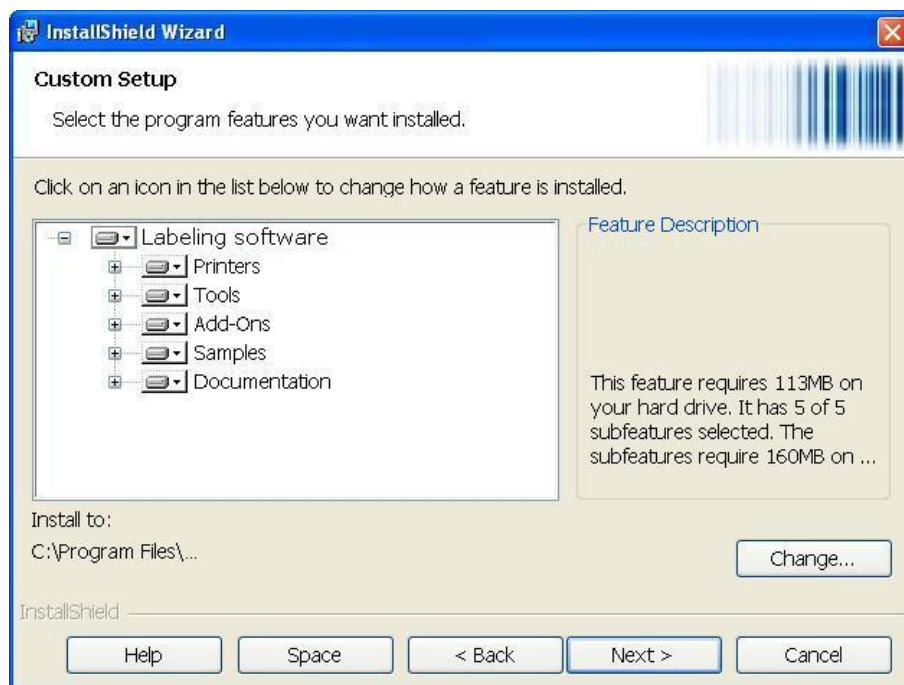 InstallShield Wizard
Custom Setup
Select the program features you want installed.
Click on an icon in the list below to change how a feature is installed.
Labeling software
Printers
Tools
Add-Ons
Samples
Documentation
Feature Description
This feature requires 113MB on
your hard drive. It has 5 of 5
subfeatures selected. The
subfeatures require 160MB on ...
Install to:
C:\Program Files\...
Change...
InstallShield
Help
Space
< Back
Next >
Cancel